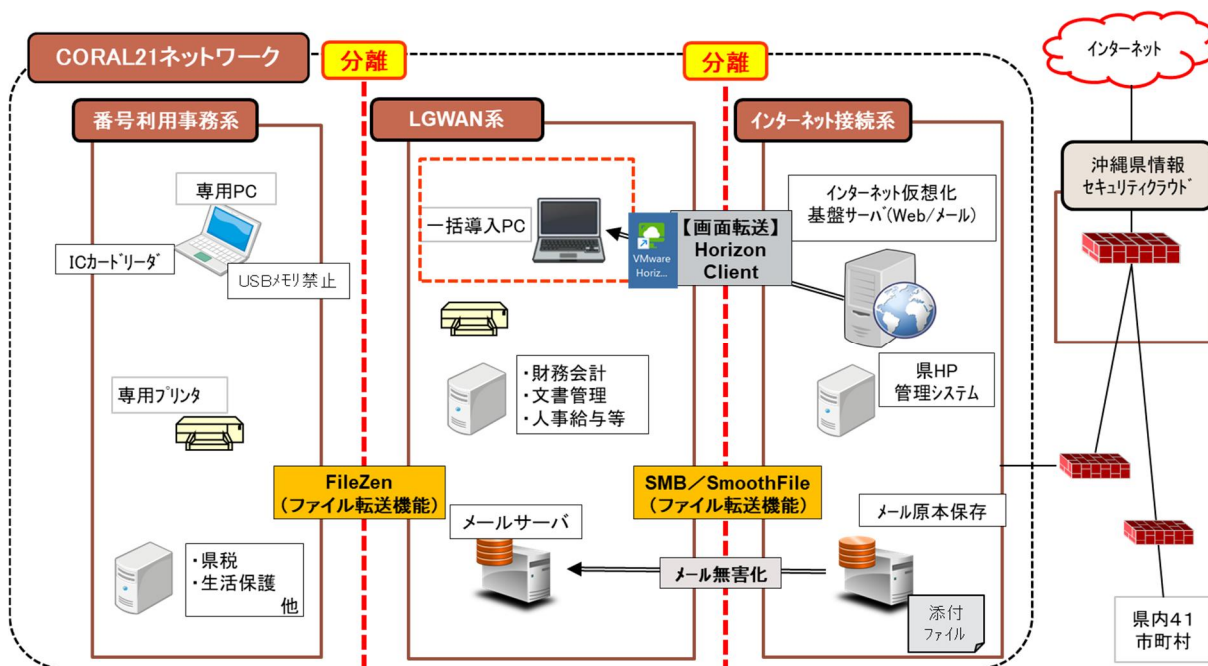 CORAL21ネットワーク
分離
分離
インターネット
番号利用事務系
LGWAN系
インターネット接続系
沖縄県情報
セキュリティクラウド
専用PC
ICカードリーダ
USBメモリ禁止
一括導入PC
VMware
Horiz...
【画面転送】
Horizon
Client
インターネット仮想化
基盤サーバ(Web/メール)
専用プリンタ
・財務会計
・文書管理
・人事給与等
県HP
管理システム
FileZen
（ファイル転送機能）
SMB／SmoothFile
（ファイル転送機能）
メールサーバ
メール原本保存
・県税
・生活保護
他
メール無害化
添付
ファイル
県内41
市町村